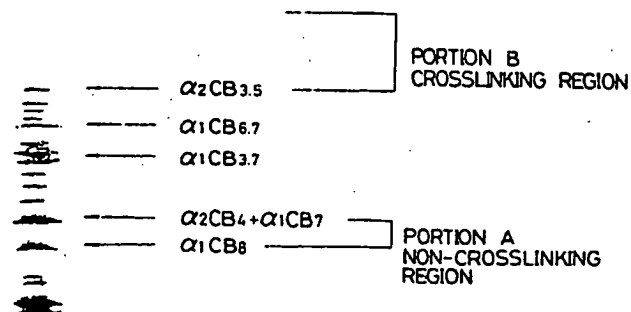 PORTION B
CROSSLINKING REGION
α2CB3.5
α1CB6.7
α1CB3.7
α2CB4+α1CB7
α1CB8
PORTION A
NON-CROSSLINKING
REGION